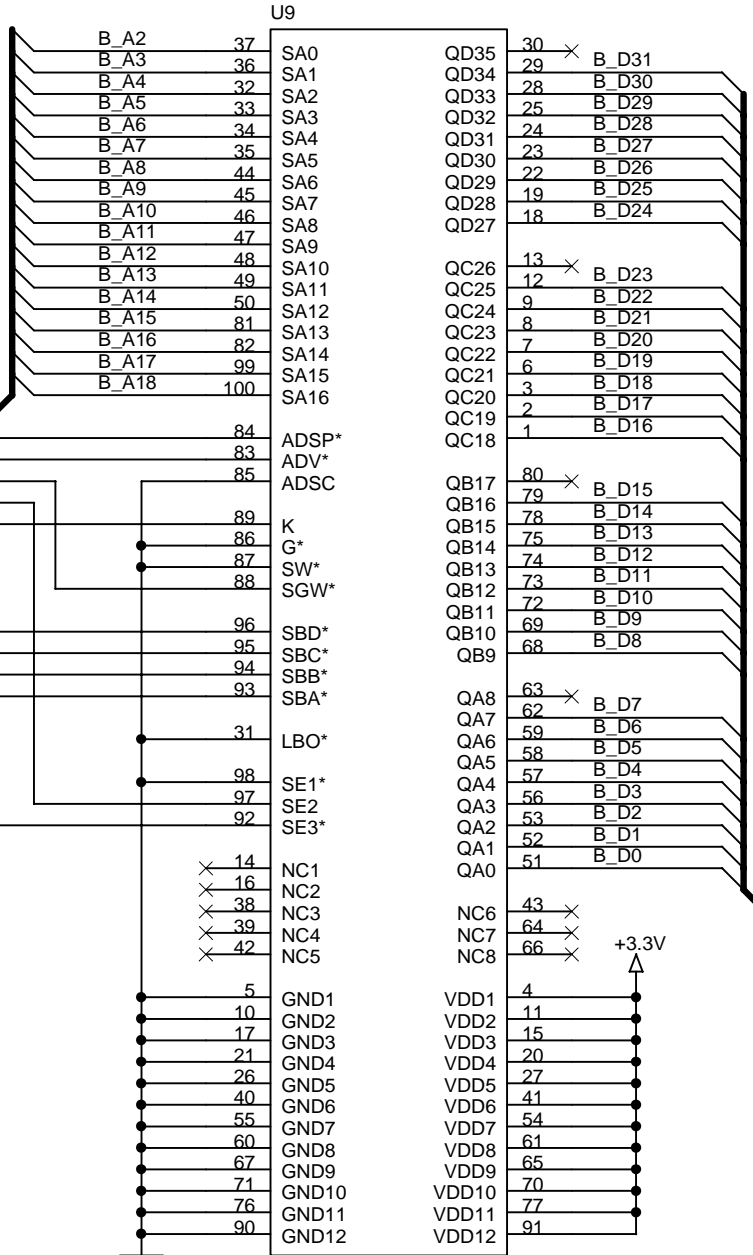 U9
B_A2 37 SA0 QD35 30
B_A3 36 SA1 QD34 29 B_D31
B_A4 32 SA2 QD33 28 B_D30
B_A5 33 SA3 QD32 25 B_D29
B_A6 34 SA4 QD31 24 B_D28
B_A7 35 SA5 QD30 23 B_D27
B_A8 44 SA6 QD29 22 B_D26
B_A9 45 SA7 QD28 19 B_D25
B_A10 46 SA8 QD27 18 B_D24
B_A11 47 SA9
B_A12 48 SA10 QC26 13
B_A13 49 SA11 QC25 12 B_D23
B_A14 50 SA12 QC24 9 B_D22
B_A15 81 SA13 QC23 8 B_D21
B_A16 82 SA14 QC22 7 B_D20
B_A17 99 SA15 QC21 6 B_D19
B_A18 100 SA16 QC20 3 B_D18
QC19 2 B_D17
84 ADSP* QC18 1 B_D16
83 ADV*
85 ADSC QB17 80
QB16 79 B_D15
89 K QB15 78 B_D14
86 G* QB14 75 B_D13
87 SW* QB13 74 B_D12
88 SGW* QB12 73 B_D11
QB11 72 B_D10
96 SBD* QB10 69 B_D9
95 SBC* QB9 68 B_D8
94 SBB*
93 SBA* QA8 63
QA7 62 B_D7
31 LBO* QA6 59 B_D6
QA5 58 B_D5
98 SE1* QA4 57 B_D4
97 SE2 QA3 56 B_D3
92 SE3* QA2 53 B_D2
QA1 52 B_D1
14 NC1 QA0 51 B_D0
16 NC2
38 NC3 NC6 43
39 NC4 NC7 64
42 NC5 NC8 66
+3.3V
5 GND1 VDD1 4
10 GND2 VDD2 11
17 GND3 VDD3 15
21 GND4 VDD4 20
26 GND5 VDD5 27
40 GND6 VDD6 41
55 GND7 VDD7 54
60 GND8 VDD8 61
67 GND9 VDD9 65
71 GND10 VDD10 70
76 GND11 VDD11 77
90 GND12 VDD12 91